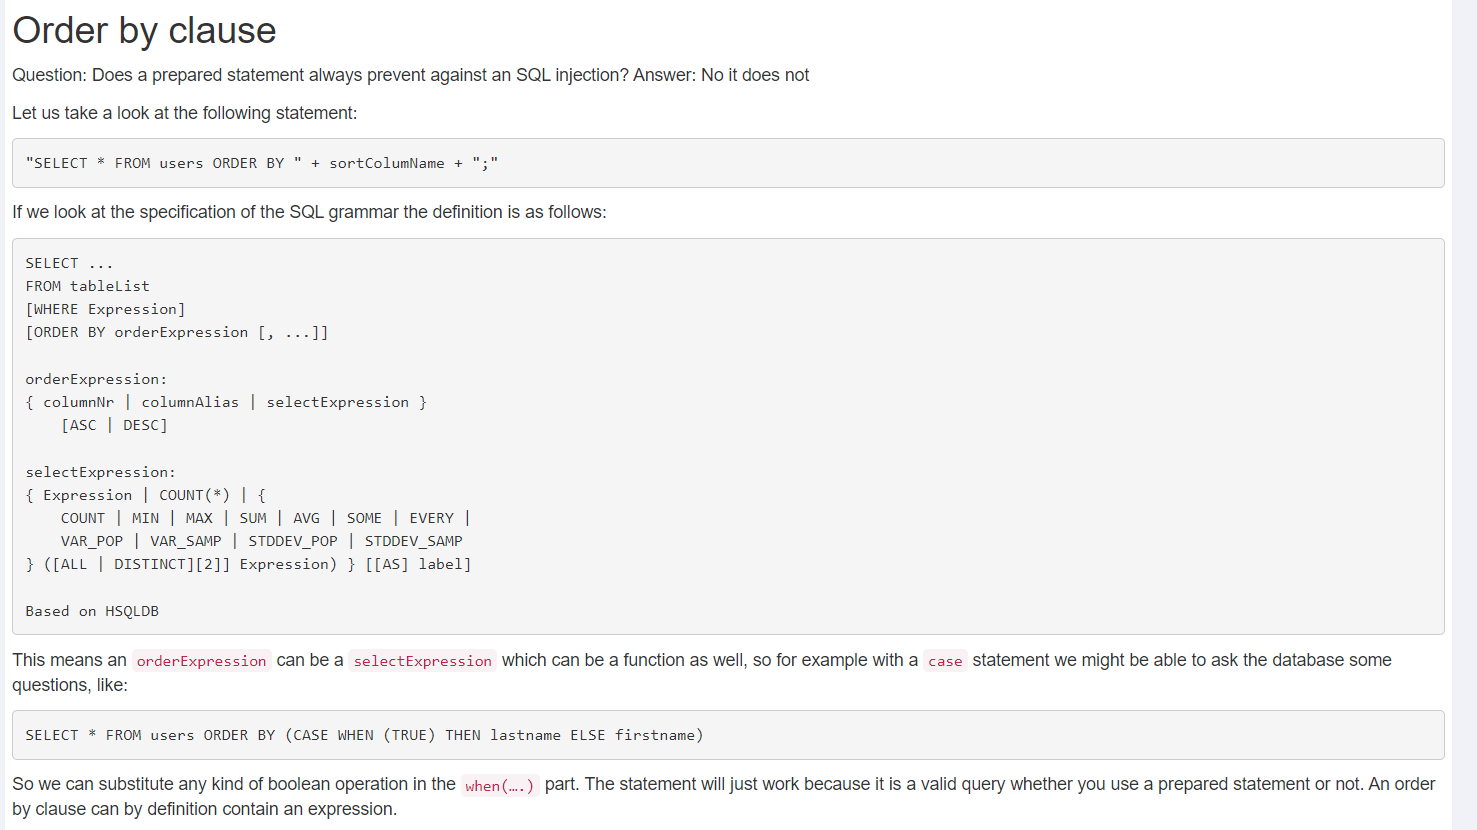 Order by clause
Question: Does a prepared statement always prevent against an SQL injection? Answer: No it does not
Let us take a look at the following statement:
"SELECT * FROM users ORDER BY " + sortColumName + ";"
If we look at the specification of the SQL grammar the definition is as follows:
SELECT ...
FROM tableList
[WHERE Expression]
[ORDER BY orderExpression [, ...]]
orderExpression:
{ columnNr | columnAlias | selectExpression }
[ASC | DESC]
selectExpression:
{ Expression | COUNT(*) | {
COUNT | MIN | MAX | SUM | AVG | SOME | EVERY |
VAR_POP | VAR_SAMP | STDDEV_POP | STDDEV_SAMP
} ([ALL | DISTINCT][2]] Expression) } [[AS] label]
Based on HSQLDB
This means an orderExpression can be a selectExpression which can be a function as well, so for example with a case statement we might be able to ask the database some
questions, like:
SELECT * FROM users ORDER BY (CASE WHEN (TRUE) THEN lastname ELSE firstname)
So we can substitute any kind of boolean operation in the when(….) part. The statement will just work because it is a valid query whether you use a prepared statement or not. An order
by clause can by definition contain an expression.